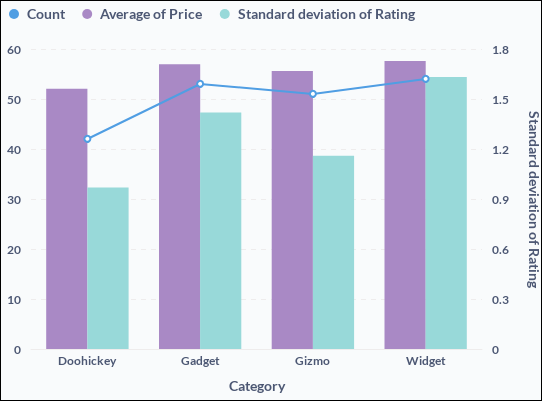 Count Average of Price Standard deviation of Rating
60 1.8
50 1.5
40 1.2
30 0.9
20 0.6
10 0.3
0 0
Standard deviation of Rating
Doohickey Gadget Gizmo Widget
Category